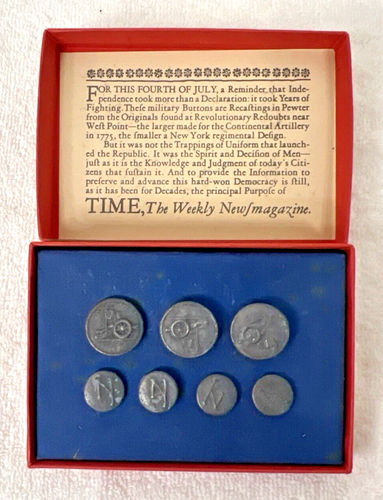 FOR THIS FOURTH OF JULY, a Reminder, that Inde-
pendence took more than a Declaration: it took Years of
Fighting. Theſe military Buttons are Recaſtings in Pewter
from the Originals found at Revolutionary Redoubts near
Weſt Point—the larger made for the Continental Artillery
in 1775, the ſmaller a New York regimental Deſign.
But it was not the Trappings of Uniform that launch-
ed the Republic. It was the Spirit and Deciſion of Men—
juſt as it is the Knowledge and Judgment of today's Citi-
zens that ſuſtain it. And to provide the Information to
preſerve and advance this hard-won Democracy is ſtill,
as it has been for Decades, the principal Purpoſe of
TIME, The Weekly Newſmagazine.
N N